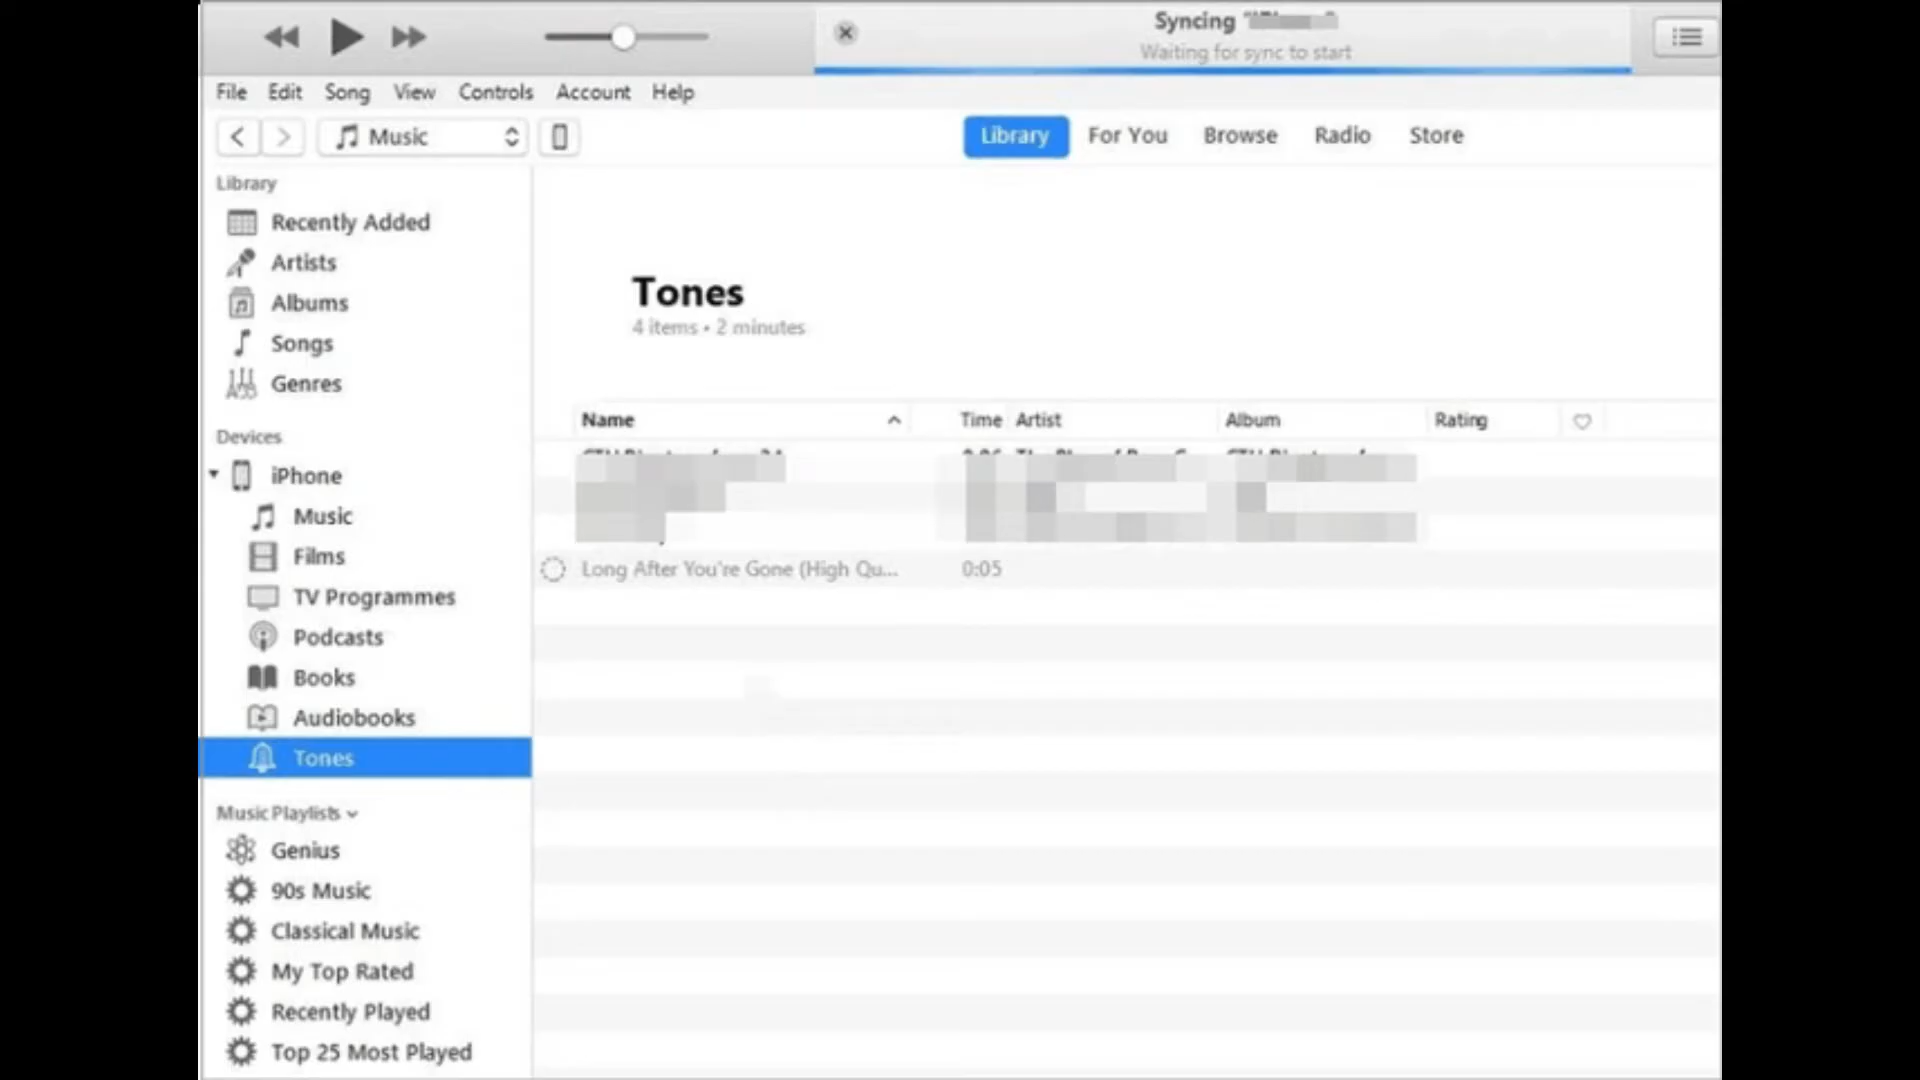 Syncing
Waiting for sync to start
File Edit Song View Controls Account Help
Music
Library For You Browse Radio Store
Library
Recently Added
Artists
Albums
Songs
Genres
Devices
iPhone
Music
Films
TV Programmes
Podcasts
Books
Audiobooks
Tones
Music Playlists
Genius
90s Music
Classical Music
My Top Rated
Recently Played
Top 25 Most Played
Tones
4 items • 2 minutes
Name Time Artist Album Rating
Long After You're Gone (High Qu... 0:05